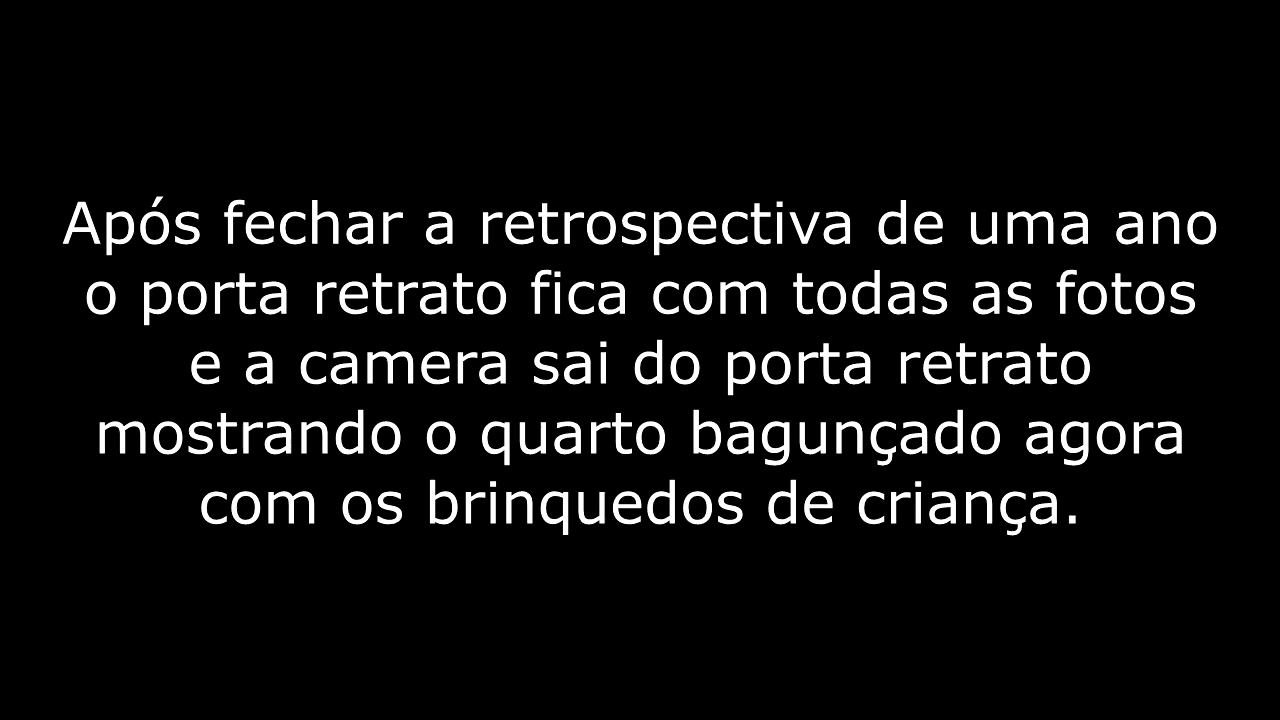 Após fechar a retrospectiva de uma ano
o porta retrato fica com todas as fotos
e a camera sai do porta retrato
mostrando o quarto bagunçado agora
com os brinquedos de criança.